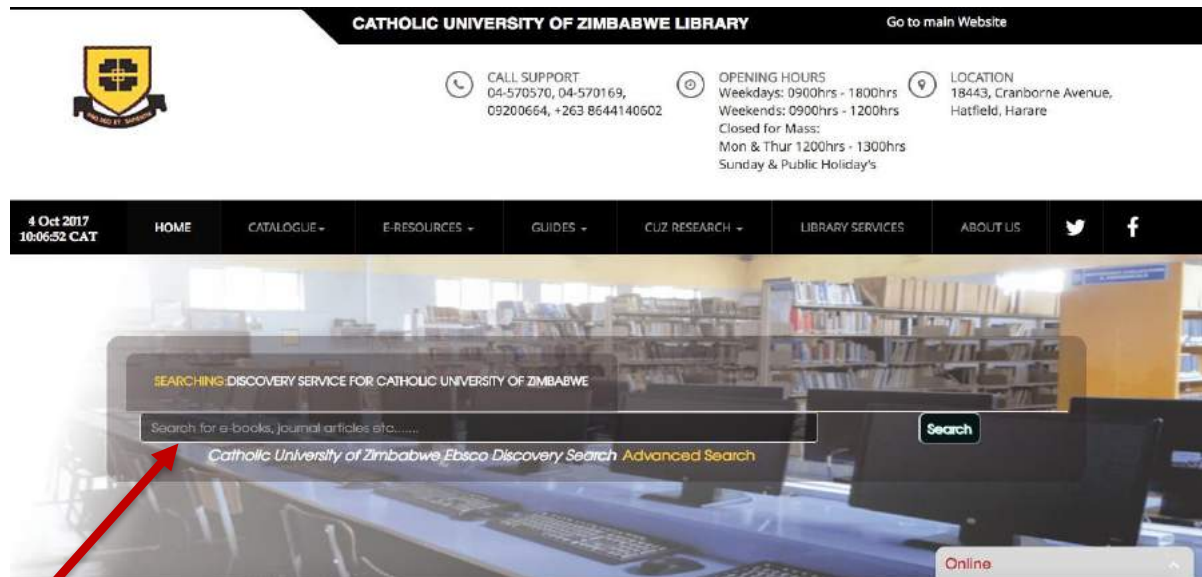 CATHOLIC UNIVERSITY OF ZIMBABWE LIBRARY
Go to main Website
PRO DEO ET SAPIENTIA
CALL SUPPORT
04-570570, 04-570169,
09200664, +263 8644140602
OPENING HOURS
Weekdays: 0900hrs - 1800hrs
Weekends: 0900hrs - 1200hrs
Closed for Mass:
Mon & Thur 1200hrs - 1300hrs
Sunday & Public Holiday's
LOCATION
18443, Cranborne Avenue,
Hatfield, Harare
4 Oct 2017
10:06:52 CAT
HOME
CATALOGUE
E-RESOURCES
GUIDES
CUZ RESEARCH
LIBRARY SERVICES
ABOUT US
SEARCHING:DISCOVERY SERVICE FOR CATHOLIC UNIVERSITY OF ZIMBABWE
Search for e-books, journal articles etc.......
Search
Catholic University of Zimbabwe Ebsco Discovery Search Advanced Search
Online